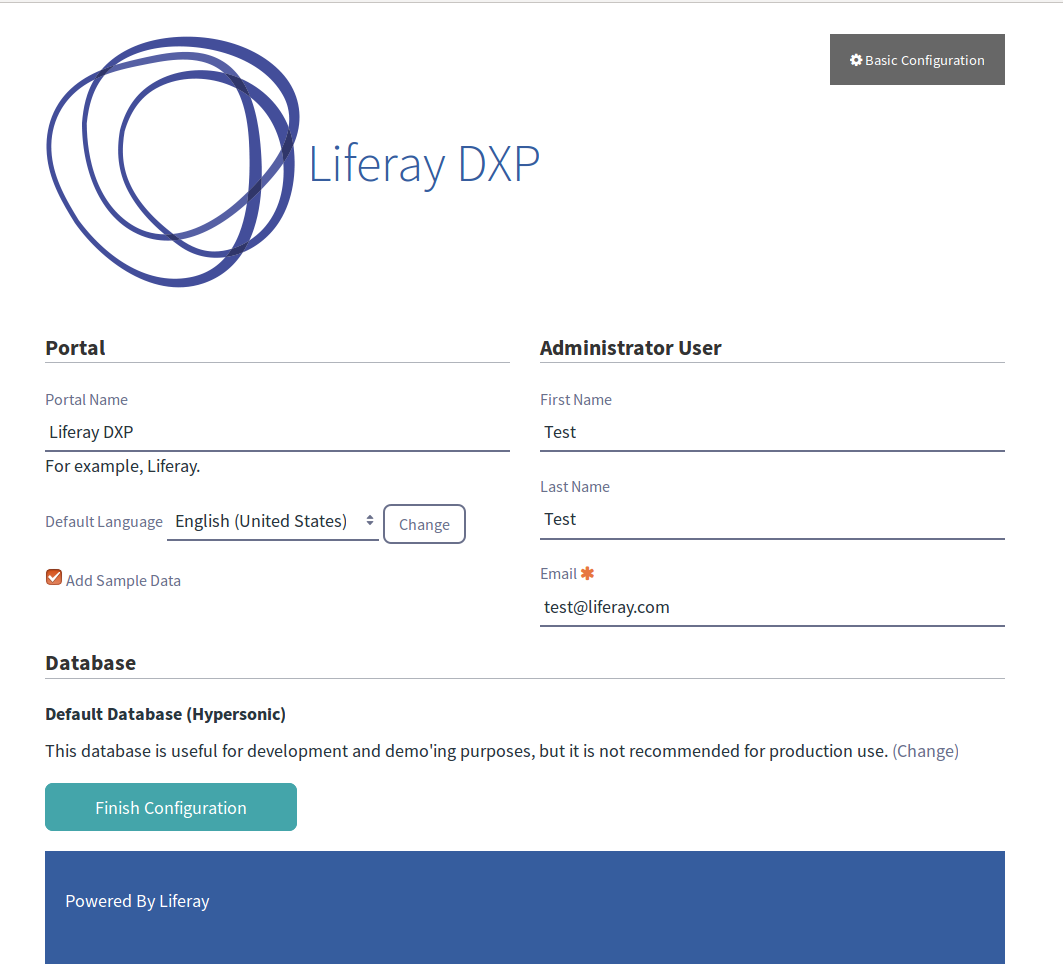 Basic Configuration
Liferay DXP
Portal
Portal Name
Liferay DXP
For example, Liferay.
Default Language English (United States) Change
Add Sample Data
Administrator User
First Name
Test
Last Name
Test
Email
test@liferay.com
Database
Default Database (Hypersonic)
This database is useful for development and demo'ing purposes, but it is not recommended for production use. (Change)
Finish Configuration
Powered By Liferay